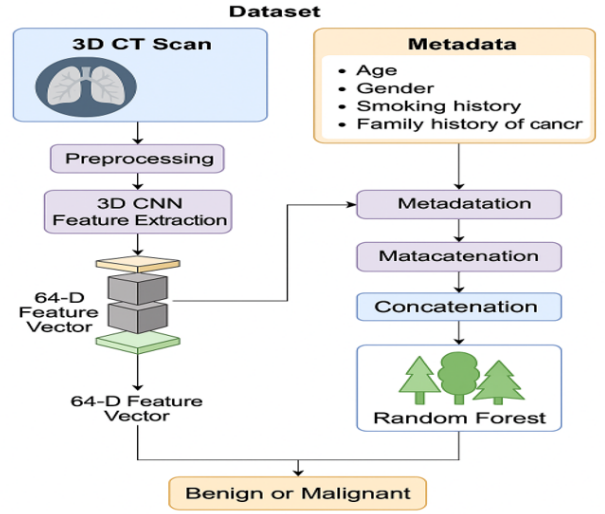 Dataset
3D CT Scan
Preprocessing
3D CNN
Feature Extraction
64-D
Feature
Vector
64-D Feature
Vector
Metadata
• Age
• Gender
• Smoking history
• Family history of cancr
Metadatation
Matacatenation
Concatenation
Random Forest
Benign or Malignant